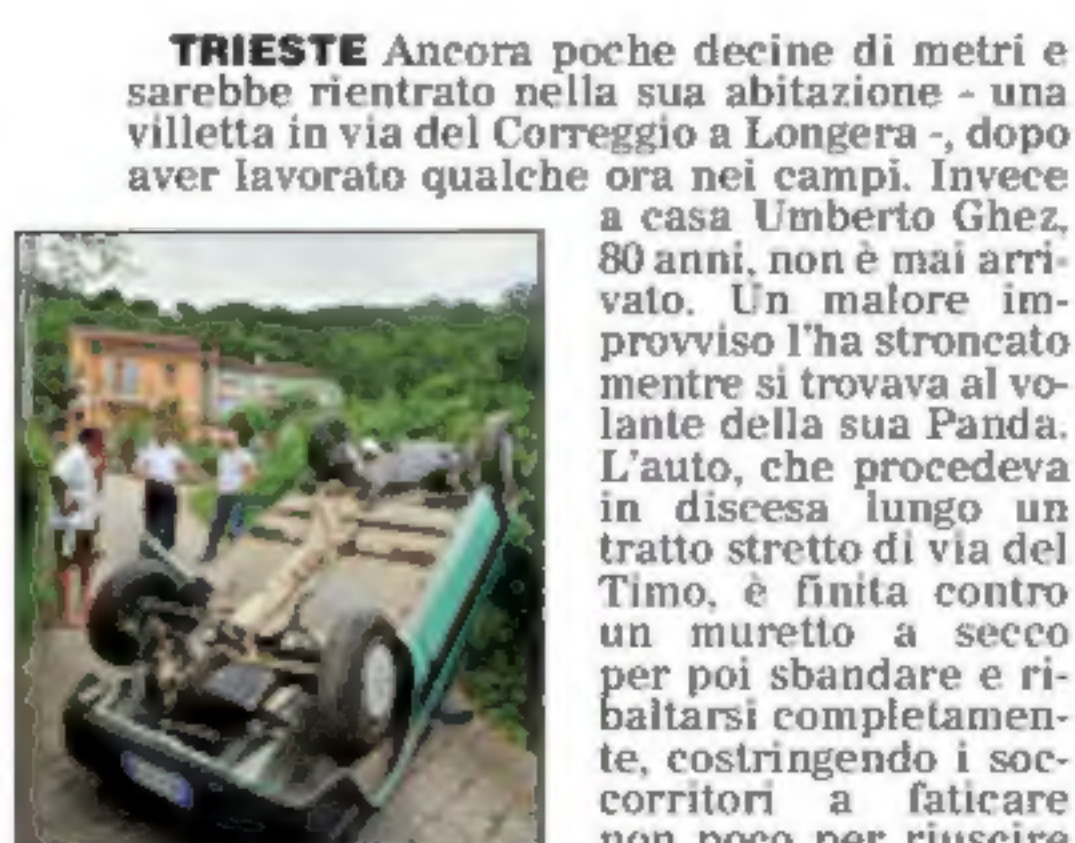 TRIESTE Ancora poche decine di metri e
sarebbe rientrato nella sua abitazione - una
villetta in via del Correggio a Longera -, dopo
aver lavorato qualche ora nei campi. Invece
a casa Umberto Ghez,
80 anni, non è mai arri-
vato. Un malore im-
provviso l'ha stroncato
mentre si trovava al vo-
lante della sua Panda.
L'auto, che procedeva
in discesa lungo un
tratto stretto di via del
Timo, è finita contro
un muretto a secco
per poi sbandare e ri-
baltarsi completamen-
te, costringendo i soc-
corritori a faticare
non poco per riuscire